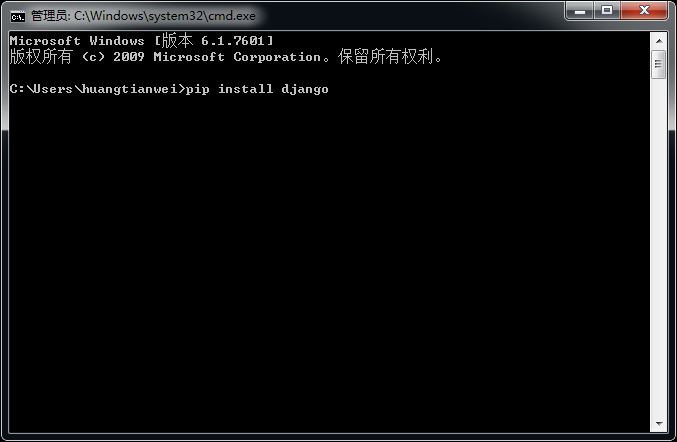 管理员: C:\Windows\system32\cmd.exe
Microsoft Windows [版本 6.1.7601]
版权所有 (c) 2009 Microsoft Corporation。保留所有权利。
C:\Users\huangtianwei>pip install django